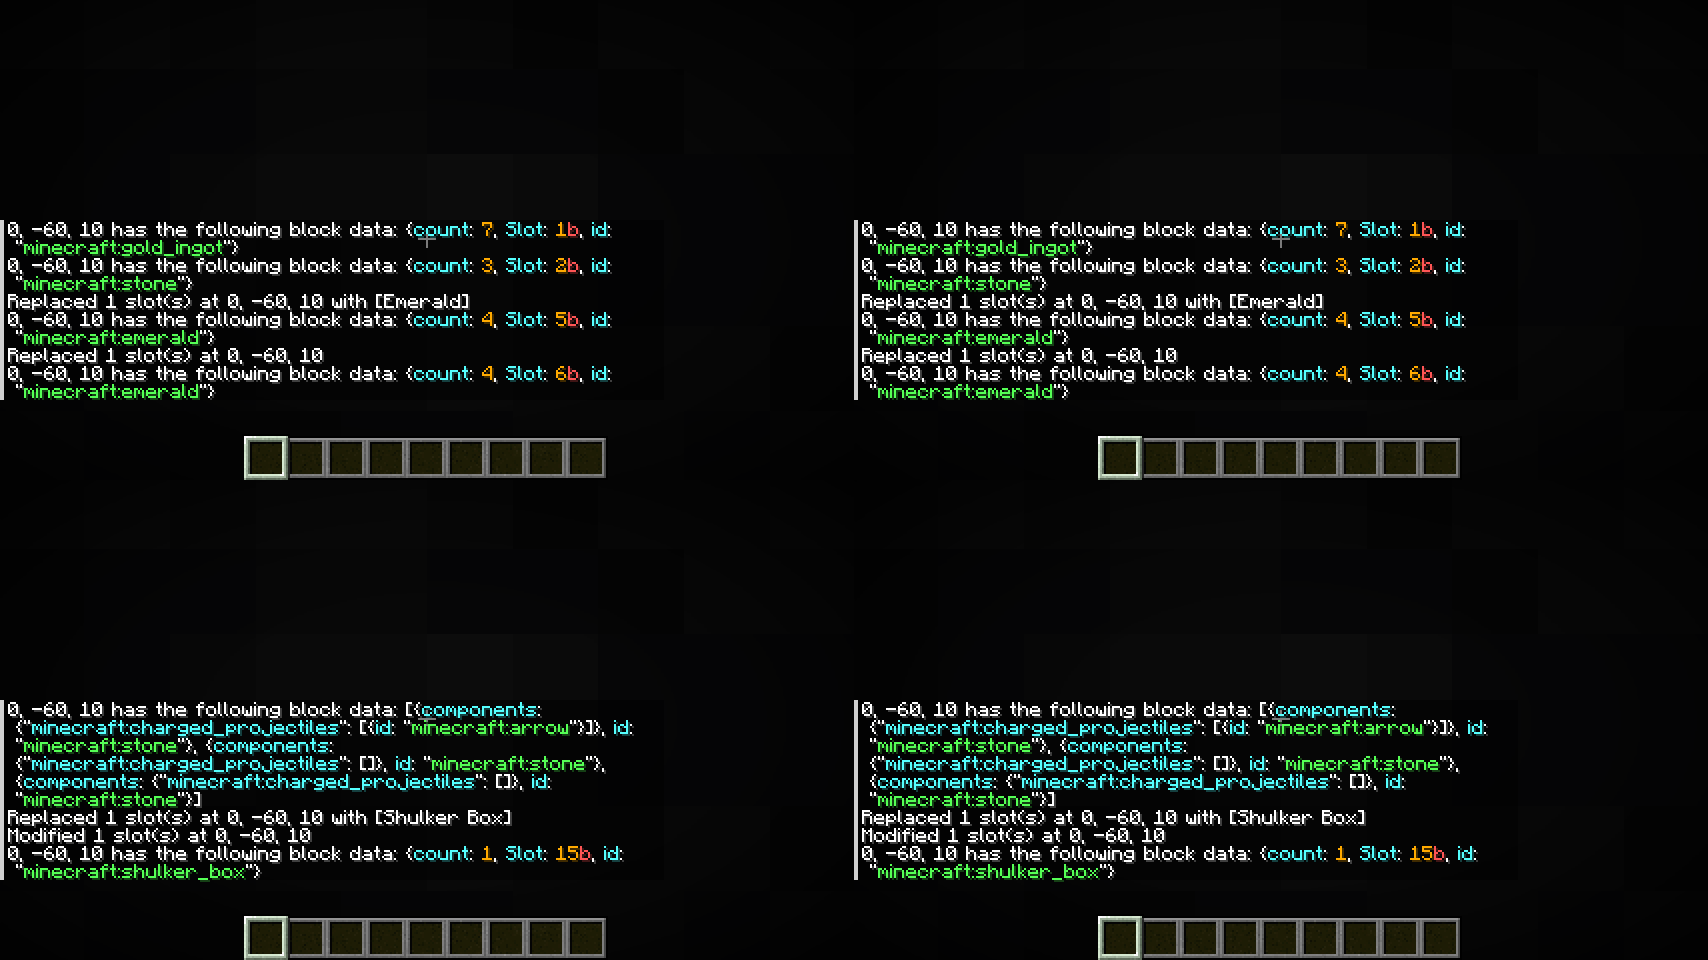 0, -60, 10 has the following block data: {count: 7, Slot: 1b, id:
"minecraft:gold_ingot"}
0, -60, 10 has the following block data: {count: 3, Slot: 2b, id:
"minecraft:stone"}
Replaced 1 slot(s) at 0, -60, 10 with [Emerald]
0, -60, 10 has the following block data: {count: 4, Slot: 5b, id:
"minecraft:emerald"}
Replaced 1 slot(s) at 0, -60, 10
0, -60, 10 has the following block data: {count: 4, Slot: 6b, id:
"minecraft:emerald"}
0, -60, 10 has the following block data: {count: 7, Slot: 1b, id:
"minecraft:gold_ingot"}
0, -60, 10 has the following block data: {count: 3, Slot: 2b, id:
"minecraft:stone"}
Replaced 1 slot(s) at 0, -60, 10 with [Emerald]
0, -60, 10 has the following block data: {count: 4, Slot: 5b, id:
"minecraft:emerald"}
Replaced 1 slot(s) at 0, -60, 10
0, -60, 10 has the following block data: {count: 4, Slot: 6b, id:
"minecraft:emerald"}
0, -60, 10 has the following block data: [{components:
{"minecraft:charged_projectiles": [{id: "minecraft:arrow"}]}, id:
"minecraft:stone"}, {components:
{"minecraft:charged_projectiles": []}, id: "minecraft:stone"},
{components: {"minecraft:charged_projectiles": []}, id:
"minecraft:stone"}]
Replaced 1 slot(s) at 0, -60, 10 with [Shulker Box]
Modified 1 slot(s) at 0, -60, 10
0, -60, 10 has the following block data: {count: 1, Slot: 15b, id:
"minecraft:shulker_box"}
0, -60, 10 has the following block data: [{components:
{"minecraft:charged_projectiles": [{id: "minecraft:arrow"}]}, id:
"minecraft:stone"}, {components:
{"minecraft:charged_projectiles": []}, id: "minecraft:stone"},
{components: {"minecraft:charged_projectiles": []}, id:
"minecraft:stone"}]
Replaced 1 slot(s) at 0, -60, 10 with [Shulker Box]
Modified 1 slot(s) at 0, -60, 10
0, -60, 10 has the following block data: {count: 1, Slot: 15b, id:
"minecraft:shulker_box"}